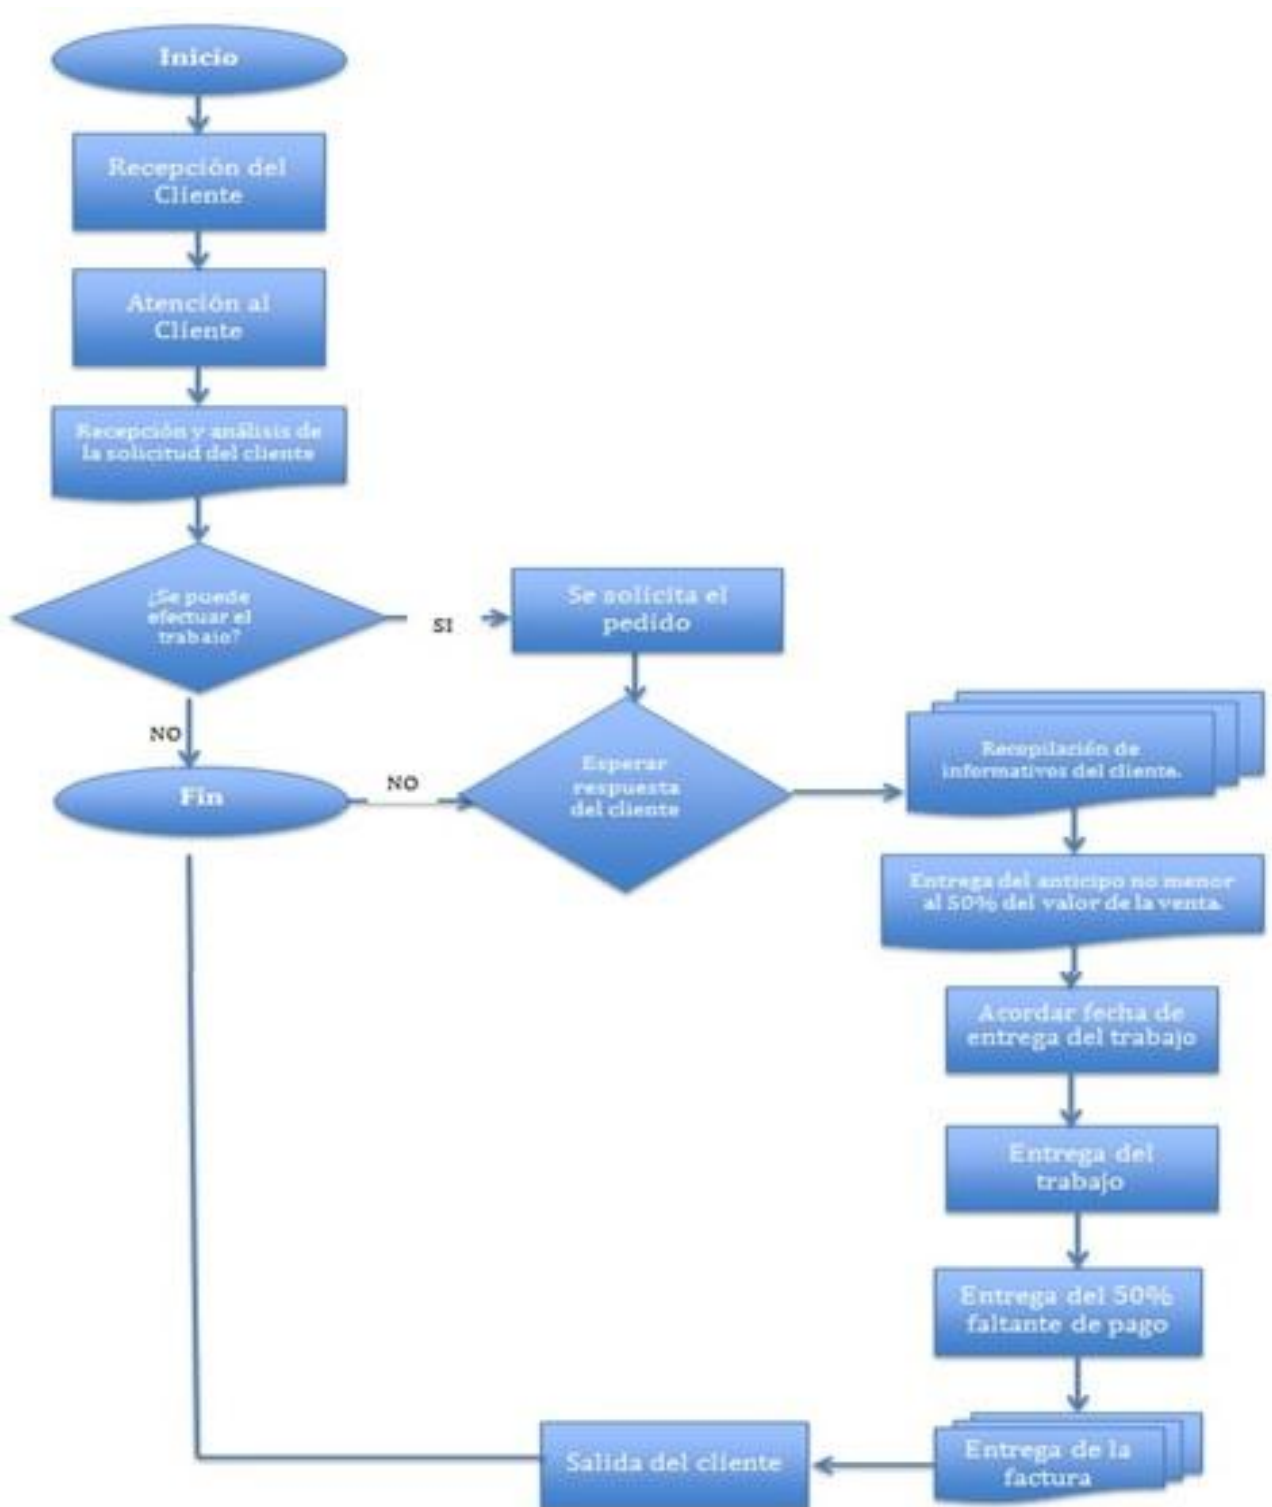 Inicio
Recepción del
Cliente
Atención al
Cliente
Recepción y análisis de
la solicitud del cliente
¿Se puede
efectuar el
trabajo?
SI
Se solicita el
pedido
NO
Fin
NO
Esperar
respuesta
del cliente
Recopilación de
informativos del cliente.
Entrega del anticipo no menor
al 50% del valor de la venta.
Acordar fecha de
entrega del trabajo
Entrega del
trabajo
Entrega del 50%
faltante de pago
Entrega de la
factura
Salida del cliente